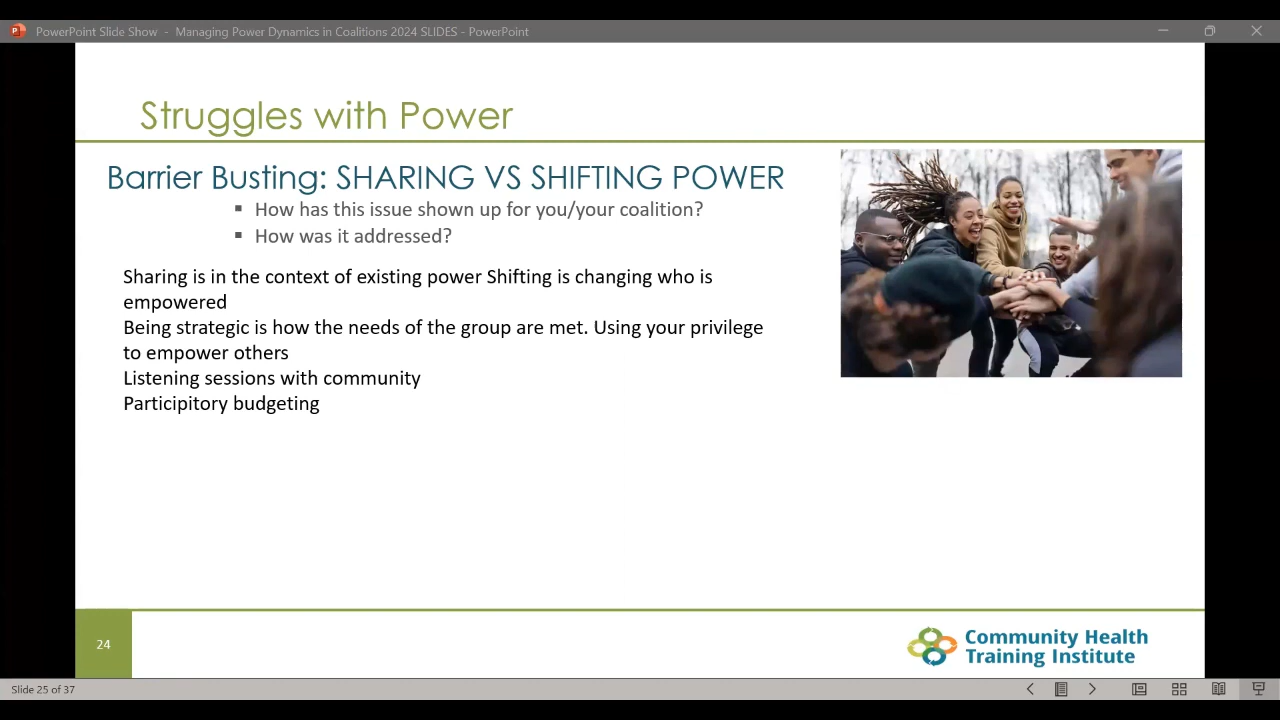 PowerPoint Slide Show - Managing Power Dynamics in Coalitions 2024 SLIDES - PowerPoint
Struggles with Power
Barrier Busting: SHARING VS SHIFTING POWER
▪ How has this issue shown up for you/your coalition?
▪ How was it addressed?
Sharing is in the context of existing power Shifting is changing who is
empowered
Being strategic is how the needs of the group are met. Using your privilege
to empower others
Listening sessions with community
Participitory budgeting
24
Community Health
Training Institute
Slide 25 of 37